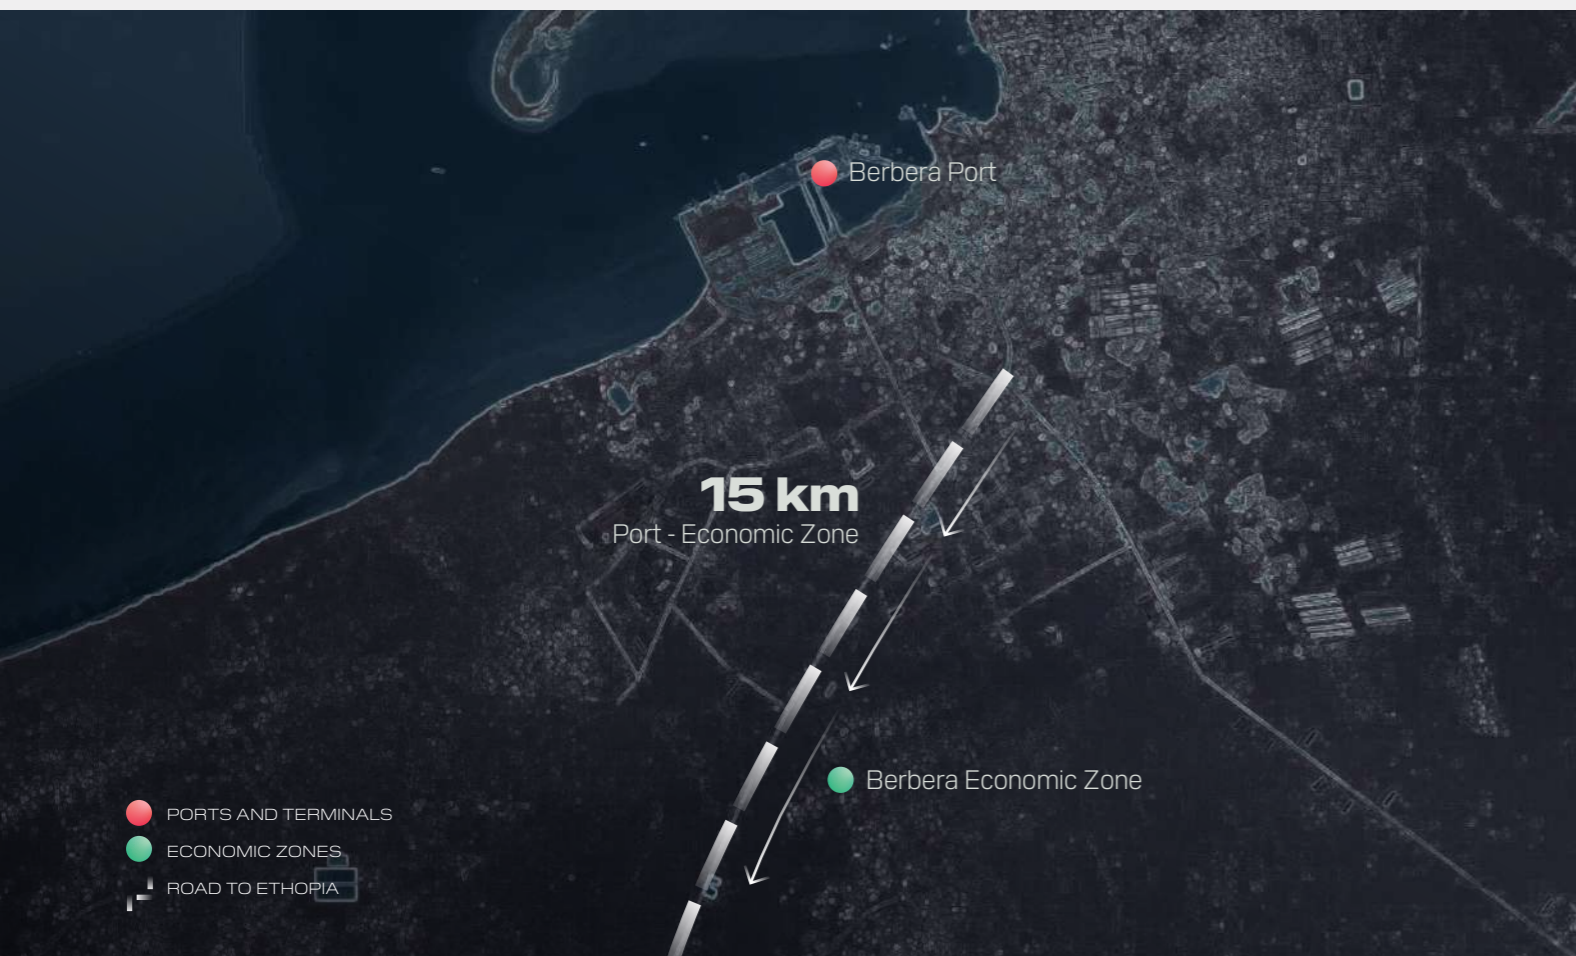 Berbera Port
15 km
Port - Economic Zone
Berbera Economic Zone
PORTS AND TERMINALS
ECONOMIC ZONES
ROAD TO ETHOPIA